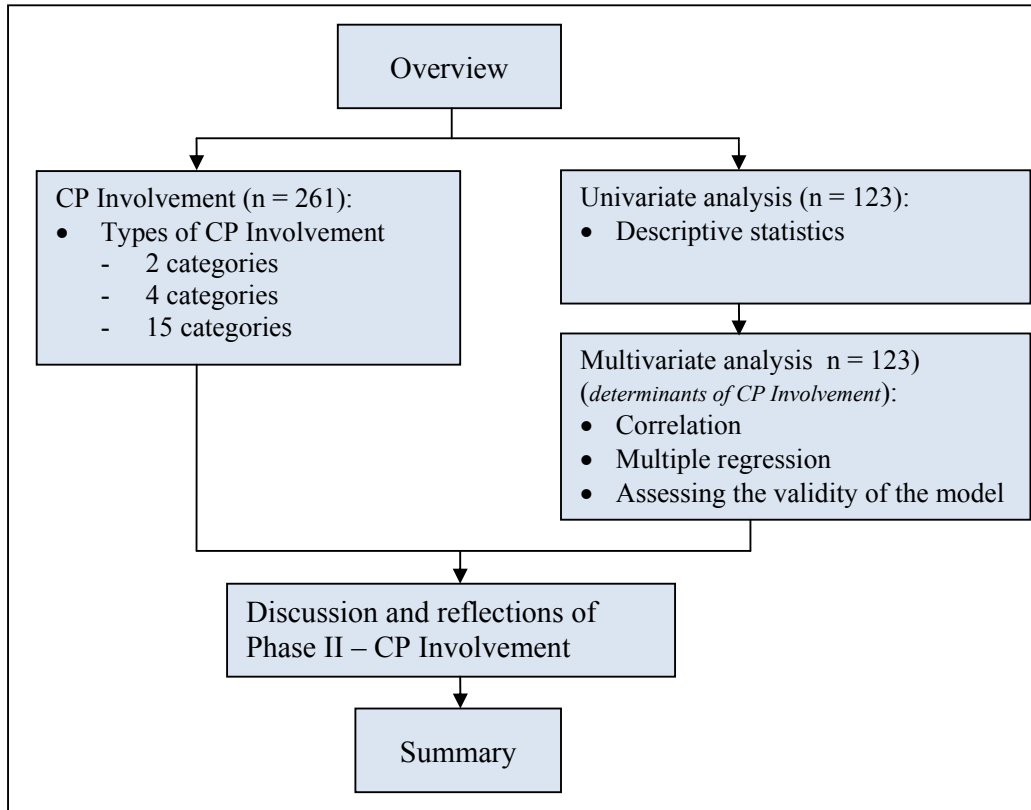 Overview
CP Involvement (n = 261):
• Types of CP Involvement
- 2 categories
- 4 categories
- 15 categories
Univariate analysis (n = 123):
• Descriptive statistics
Multivariate analysis  n = 123)
(determinants of CP Involvement):
• Correlation
• Multiple regression
• Assessing the validity of the model
Discussion and reflections of
Phase II – CP Involvement
Summary